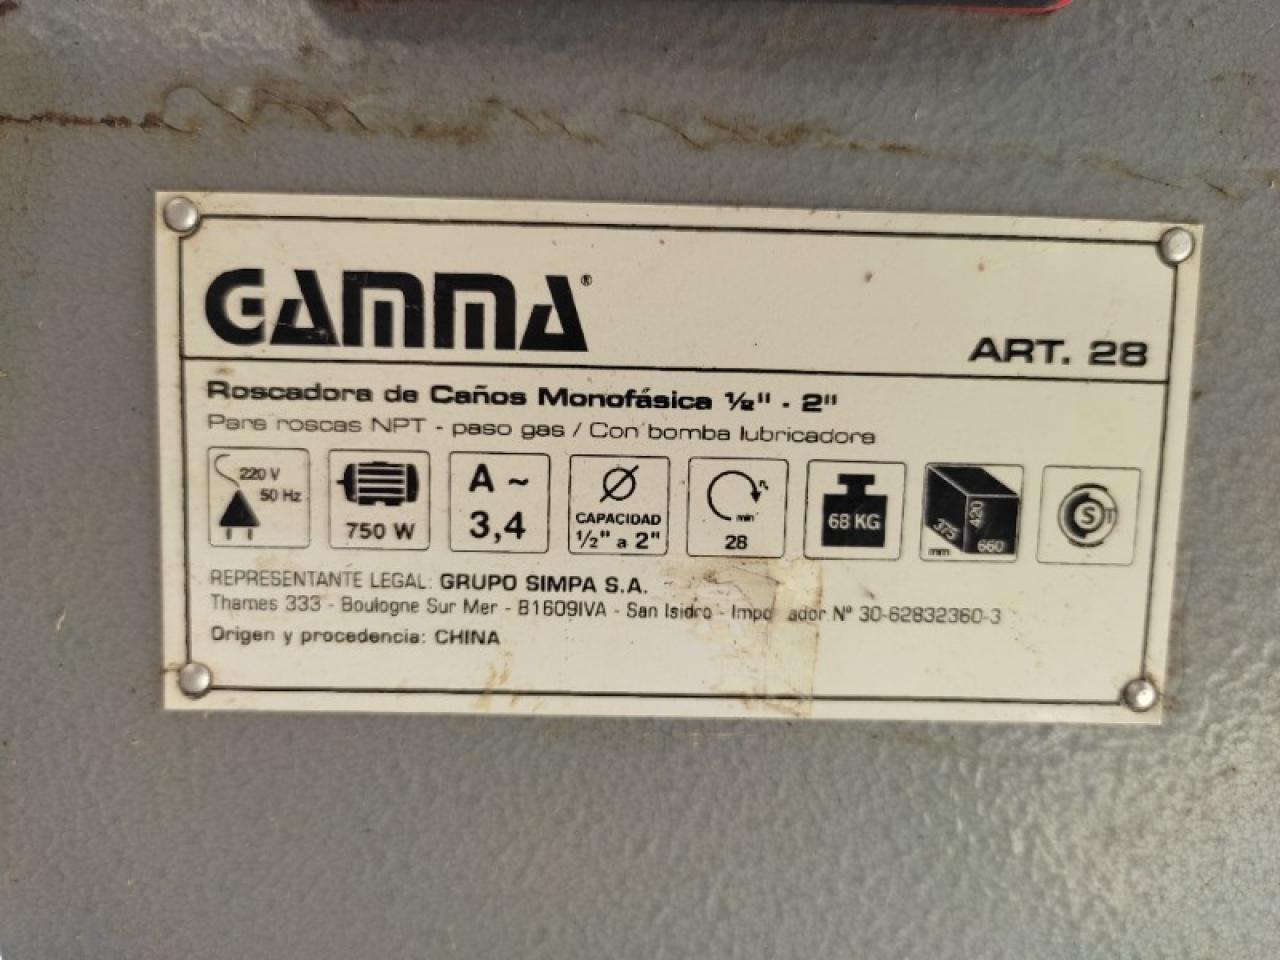 GAMMA®
ART. 28
Roscadora de Caños Monofásica ½" - 2"
Para roscas NPT - paso gas / Con bomba lubricadora
220 V
50 Hz
750 W
A ~
3,4
CAPACIDAD
½" a 2"
min
28
68 KG
375
420
660
mm
S
REPRESENTANTE LEGAL: GRUPO SIMPA S.A.
Thames 333 - Boulogne Sur Mer - B1609IVA - San Isidro - Impo ador Nº 30-62832360-3
Origen y procedencia: CHINA